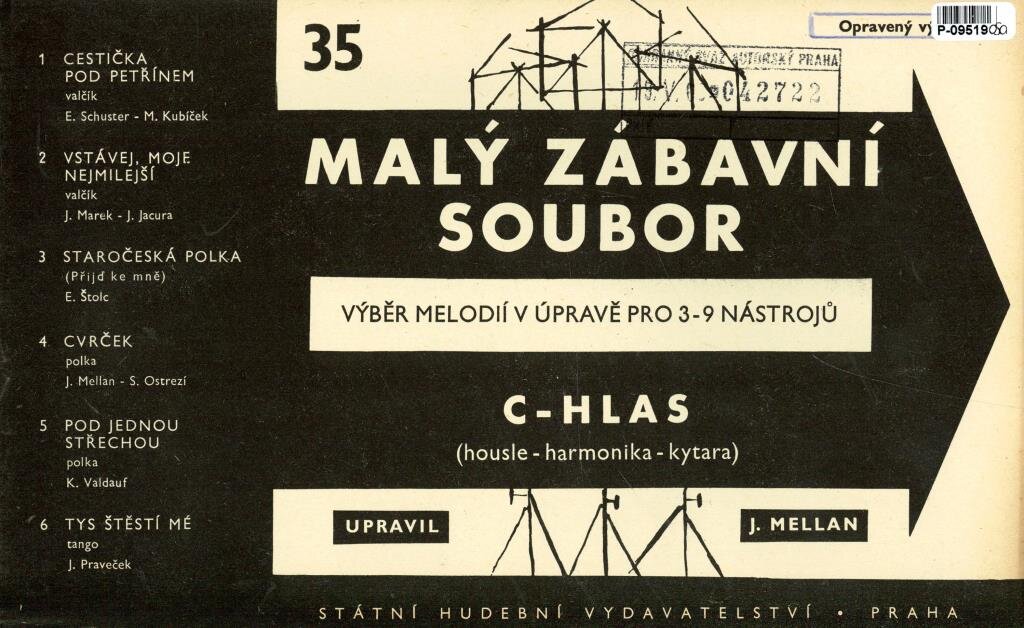 1 CESTIČKA
POD PETŘÍNEM
valčík
E. Schuster - M. Kubíček
2 VSTÁVEJ, MOJE
NEJMILEJŠÍ
valčík
J. Marek - J. Jacura
3 STAROČESKÁ POLKA
(Přijď ke mně)
E. Štolc
4 CVRČEK
polka
J. Mellan - S. Ostrezí
5 POD JEDNOU
STŘECHOU
polka
K. Valdauf
6 TYS ŠTĚSTÍ MÉ
tango
J. Praveček
35
Opravený
P-09519
AUTORSKÝ PRAHA
042722
MALÝ ZÁBAVNÍ
SOUBOR
VÝBĚR MELODIÍ V ÚPRAVĚ PRO 3-9 NÁSTROJŮ
C-HLAS
(housle - harmonika - kytara)
UPRAVIL
J. MELLAN
STÁTNÍ HUDEBNÍ VYDAVATELSTVÍ • PRAHA